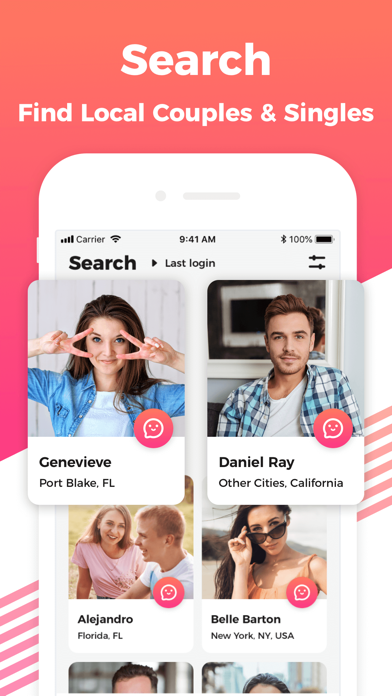 Search
Find Local Couples & Singles
Carrier 9:41 AM 100%
Search Last login
Genevieve
Port Blake, FL
Daniel Ray
Other Cities, California
Alejandro
Florida, FL
Belle Barton
New York, NY, USA